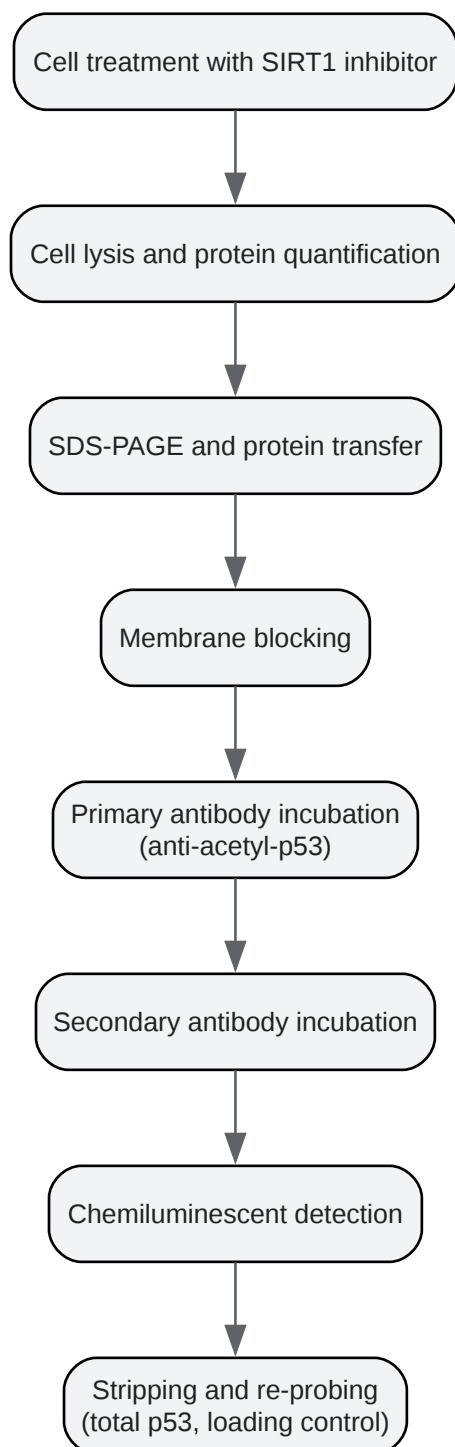 Cell treatment with SIRT1 inhibitor
Cell lysis and protein quantification
SDS-PAGE and protein transfer
Membrane blocking
Primary antibody incubation
(anti-acetyl-p53)
Secondary antibody incubation
Chemiluminescent detection
Stripping and re-probing
(total p53, loading control)